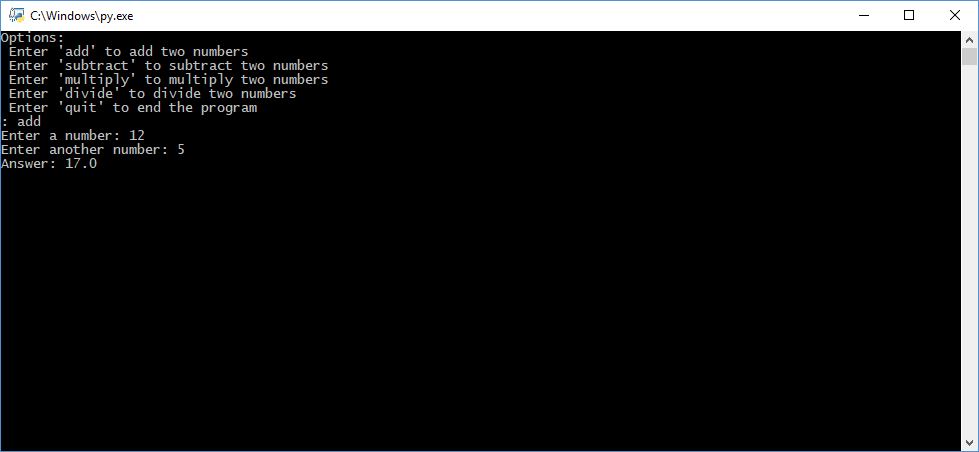 C:\Windows\py.exe
Options:
Enter 'add' to add two numbers
Enter 'subtract' to subtract two numbers
Enter 'multiply' to multiply two numbers
Enter 'divide' to divide two numbers
Enter 'quit' to end the program
: add
Enter a number: 12
Enter another number: 5
Answer: 17.0